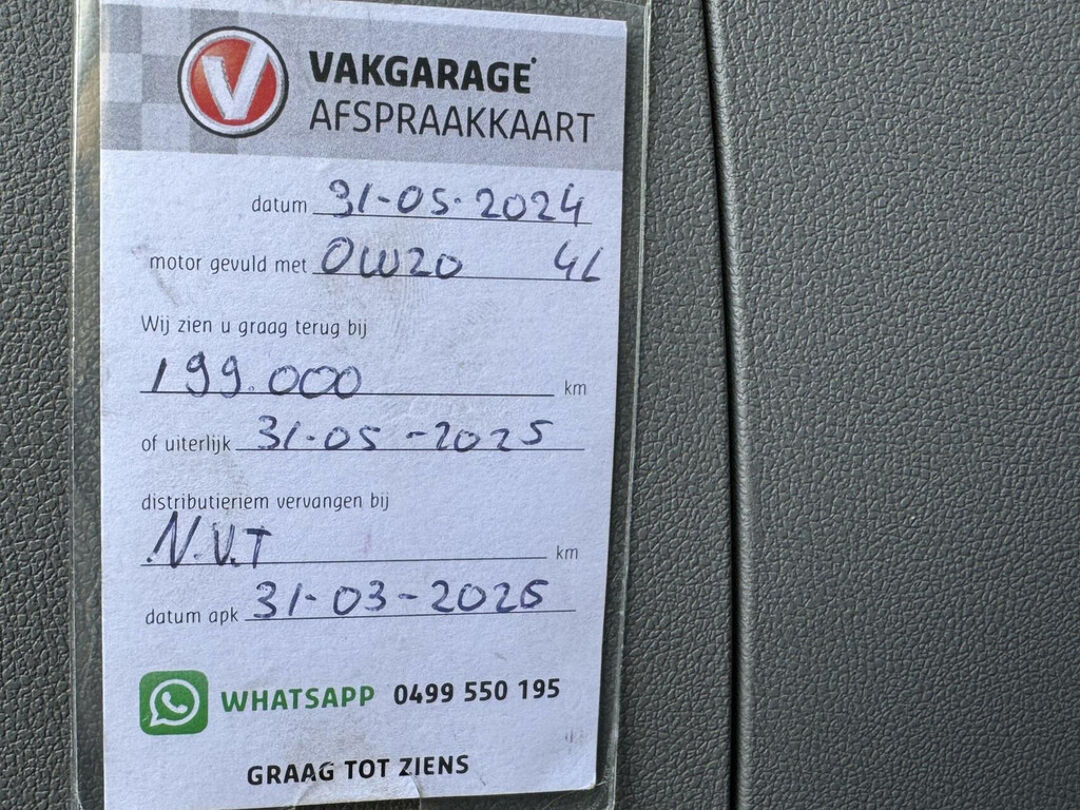 V VAKGARAGE
AFSPRAAKKAART
datum 31-05-2024
motor gevuld met 0W20 4L
Wij zien u graag terug bij
199.000 km
of uiterlijk 31-05-2025
distributieriem vervangen bij
N.V.T km
datum apk 31-03-2025
WHATSAPP 0499 550 195
GRAAG TOT ZIENS